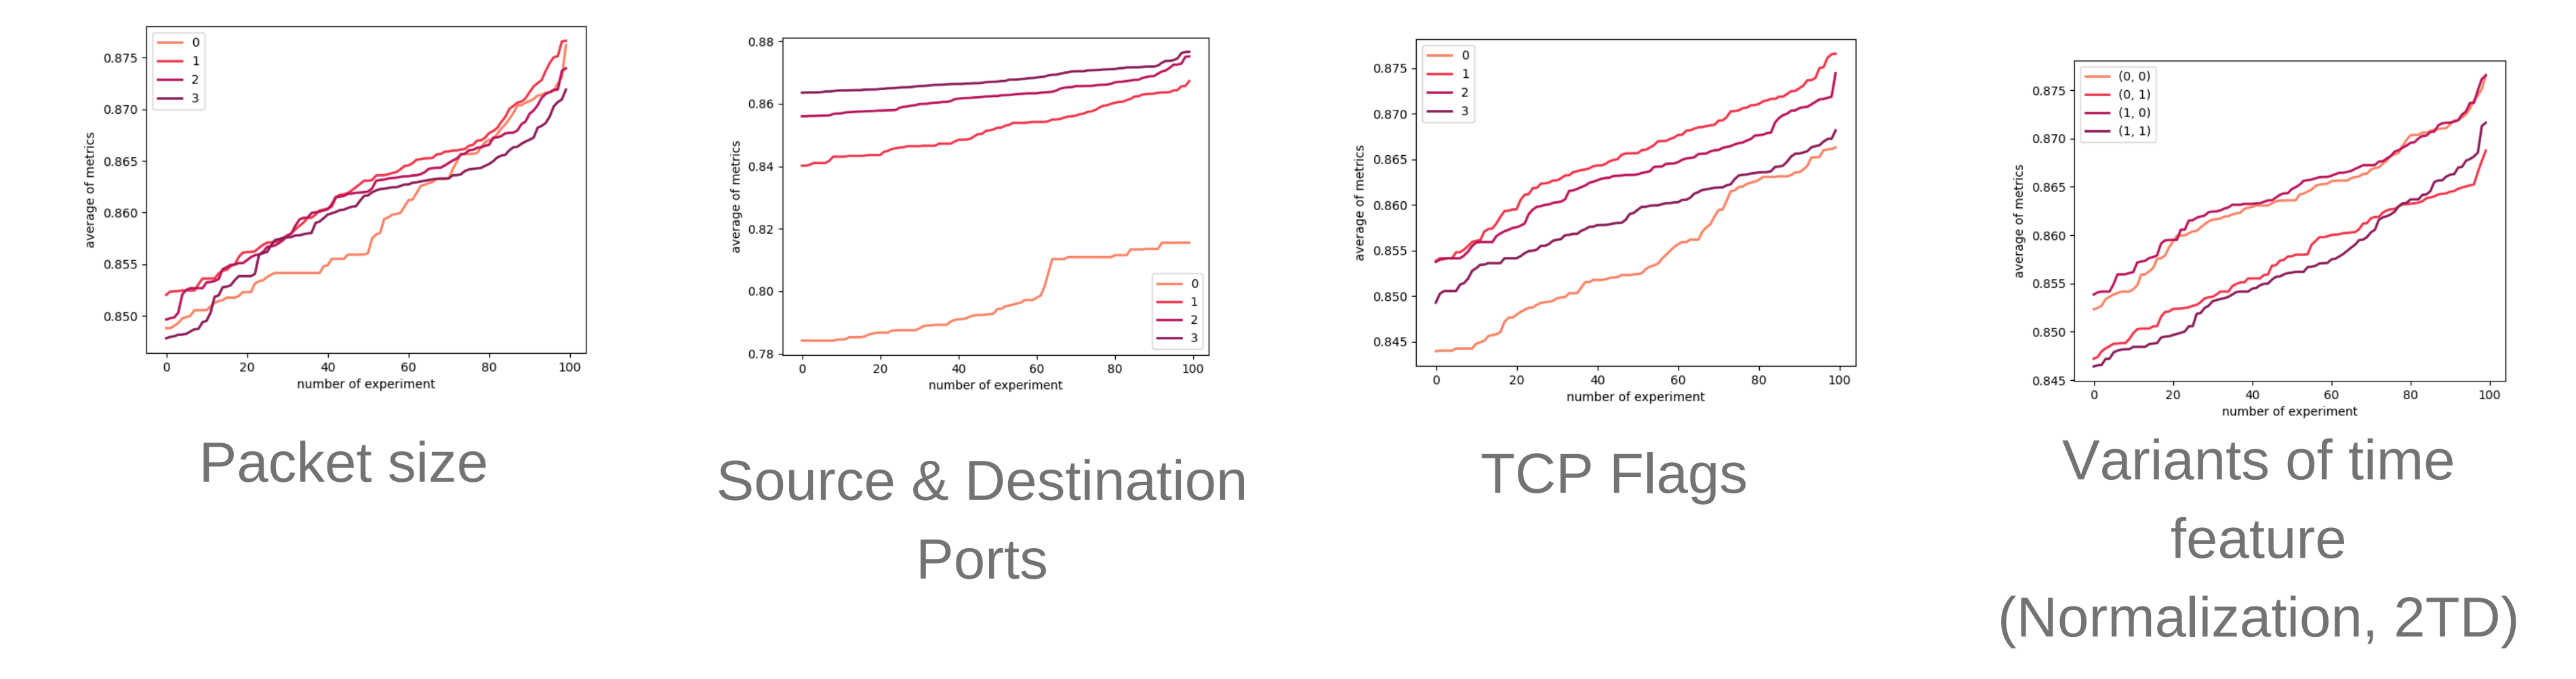 0
1
2
3
0.875
0.870
0.865
0.860
0.855
0.850
average of metrics
0 20 40 60 80 100
number of experiment
Packet size
0.88
0.86
0.84
0.82
0.80
0.78
average of metrics
0
1
2
3
0 20 40 60 80 100
number of experiment
Source & Destination
Ports
0
1
2
3
0.875
0.870
0.865
0.860
0.855
0.850
0.845
average of metrics
0 20 40 60 80 100
number of experiment
TCP Flags
(0, 0)
(0, 1)
(1, 0)
(1, 1)
0.875
0.870
0.865
0.860
0.855
0.850
0.845
average of metrics
0 20 40 60 80 100
number of experiment
Variants of time
feature
(Normalization, 2TD)